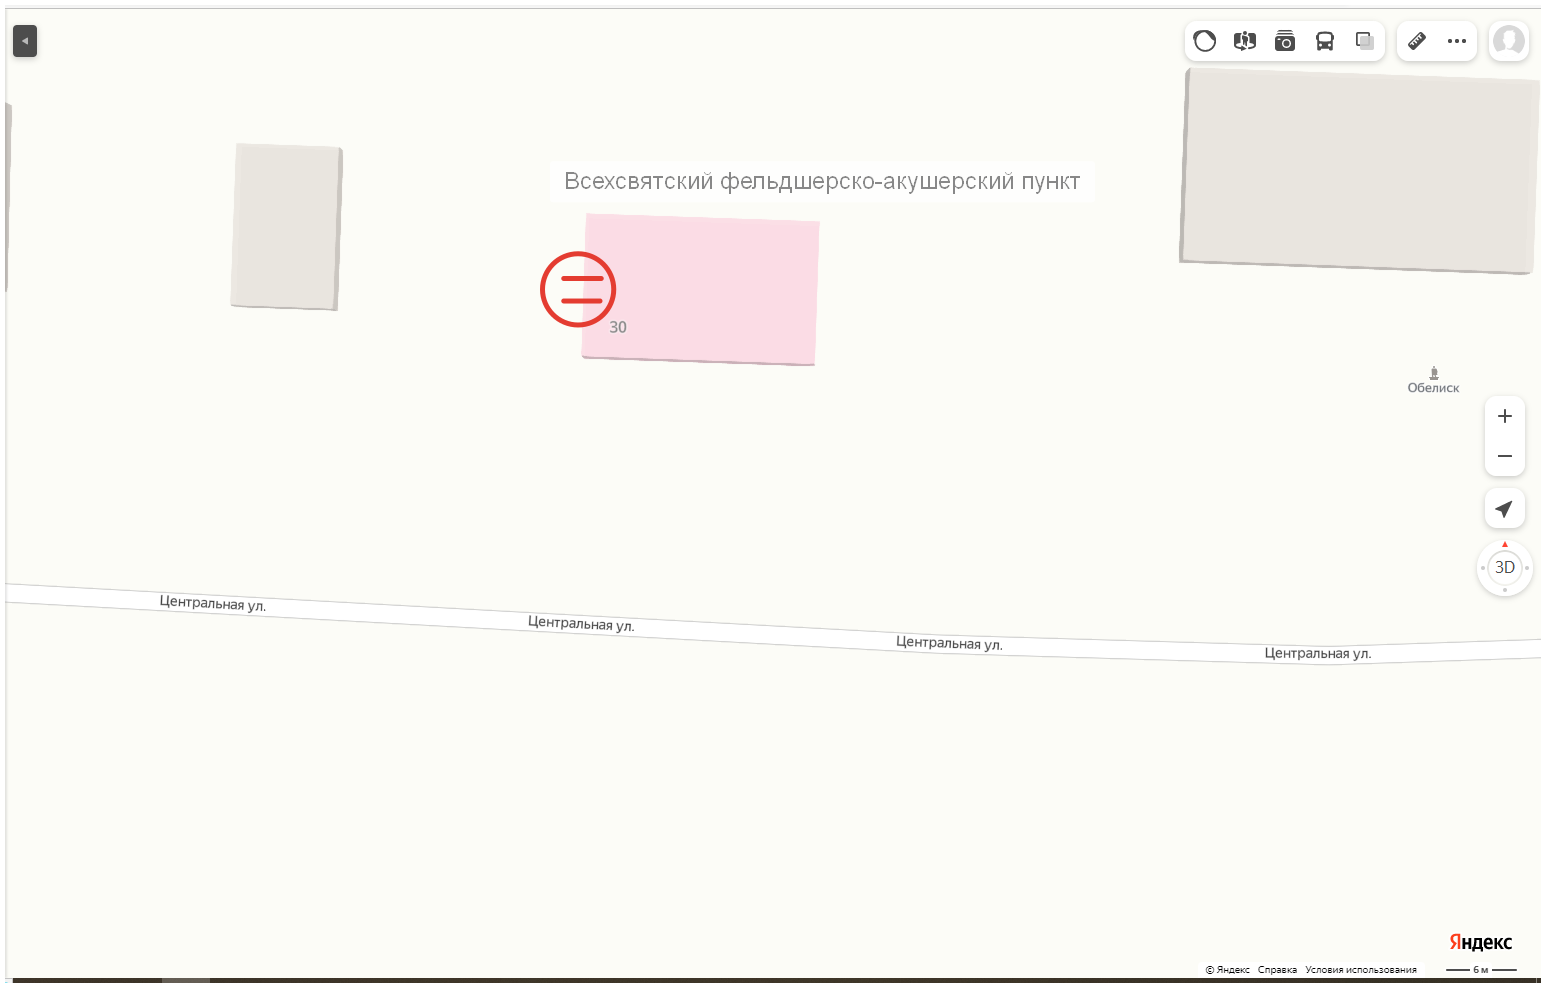 Всехсвятский фельдшерско-акушерский пункт
30
Обелиск
3D
Центральная ул.
Центральная ул.
Центральная ул.
Центральная ул.
Яндекс
© Яндекс Справка Условия использования 6 м